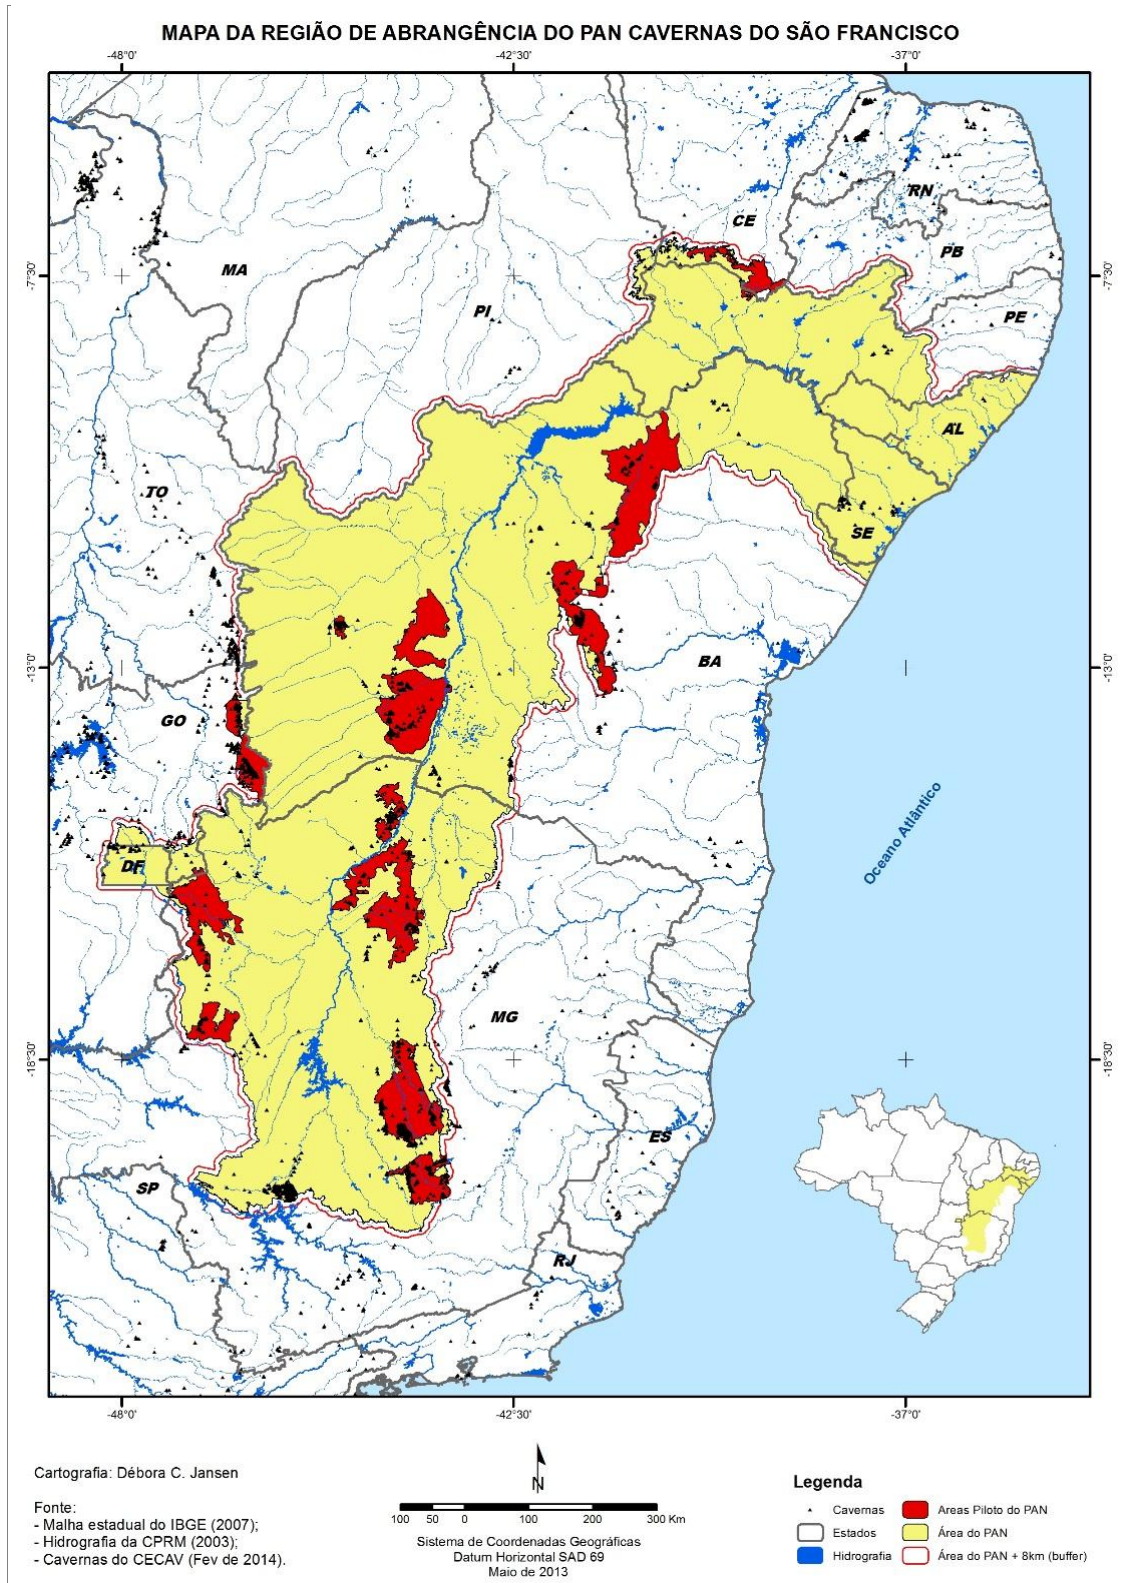 MAPA DA REGIÃO DE ABRANGÊNCIA DO PAN CAVERNAS DO SÃO FRANCISCO
-48°0' -42°30' -37°0'
RN
CE
-7°30' MA PB -7°30'
PI PE
AL
TO
SE
-13°0' BA -13°0'
GO
Oceano Atlântico
DF
MG
-18°30' -18°30'
ES
SP
RJ
-48°0' -42°30' -37°0'
Cartografia: Débora C. Jansen
Fonte:
- Malha estadual do IBGE (2007);
- Hidrografia da CPRM (2003);
- Cavernas do CECAV (Fev de 2014).
N
100 50 0 100 200 300 Km
Sistema de Coordenadas Geográficas
Datum Horizontal SAD 69
Maio de 2013
Legenda
Cavernas Areas Piloto do PAN
Estados Área do PAN
Hidrografia Área do PAN + 8km (buffer)